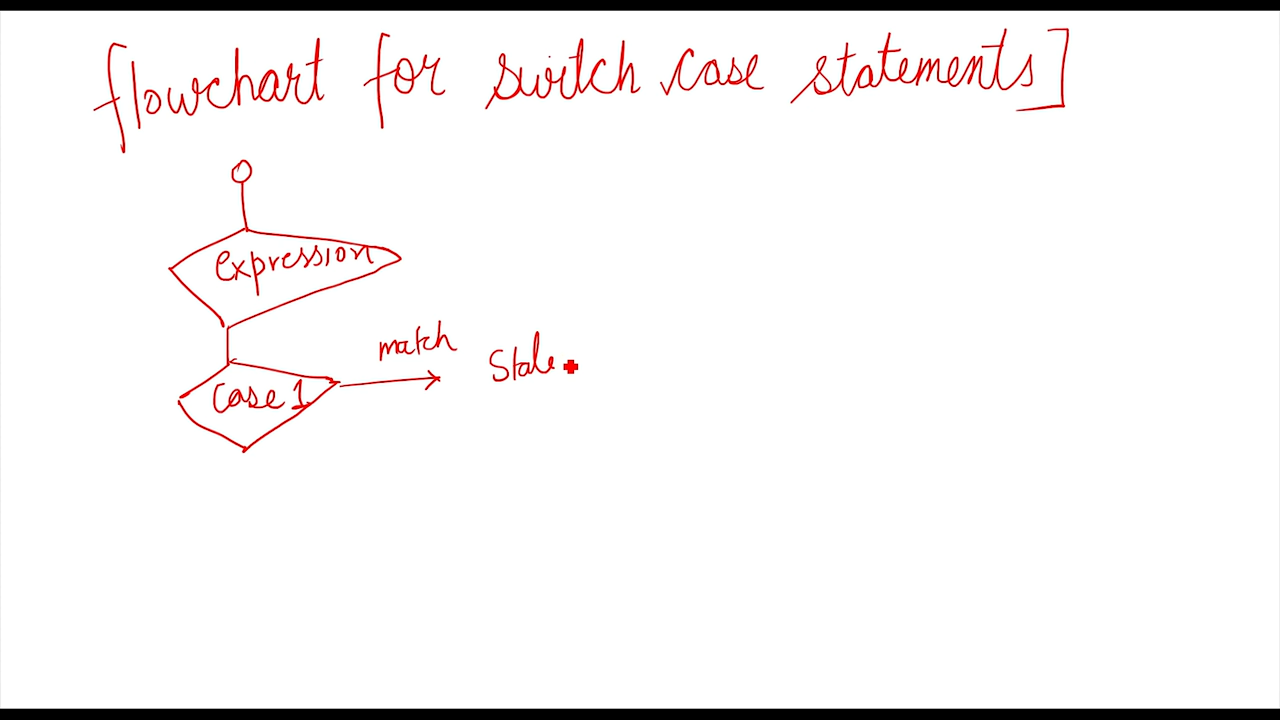 flowchart for switch case statements]
expression
match
State
Case 1